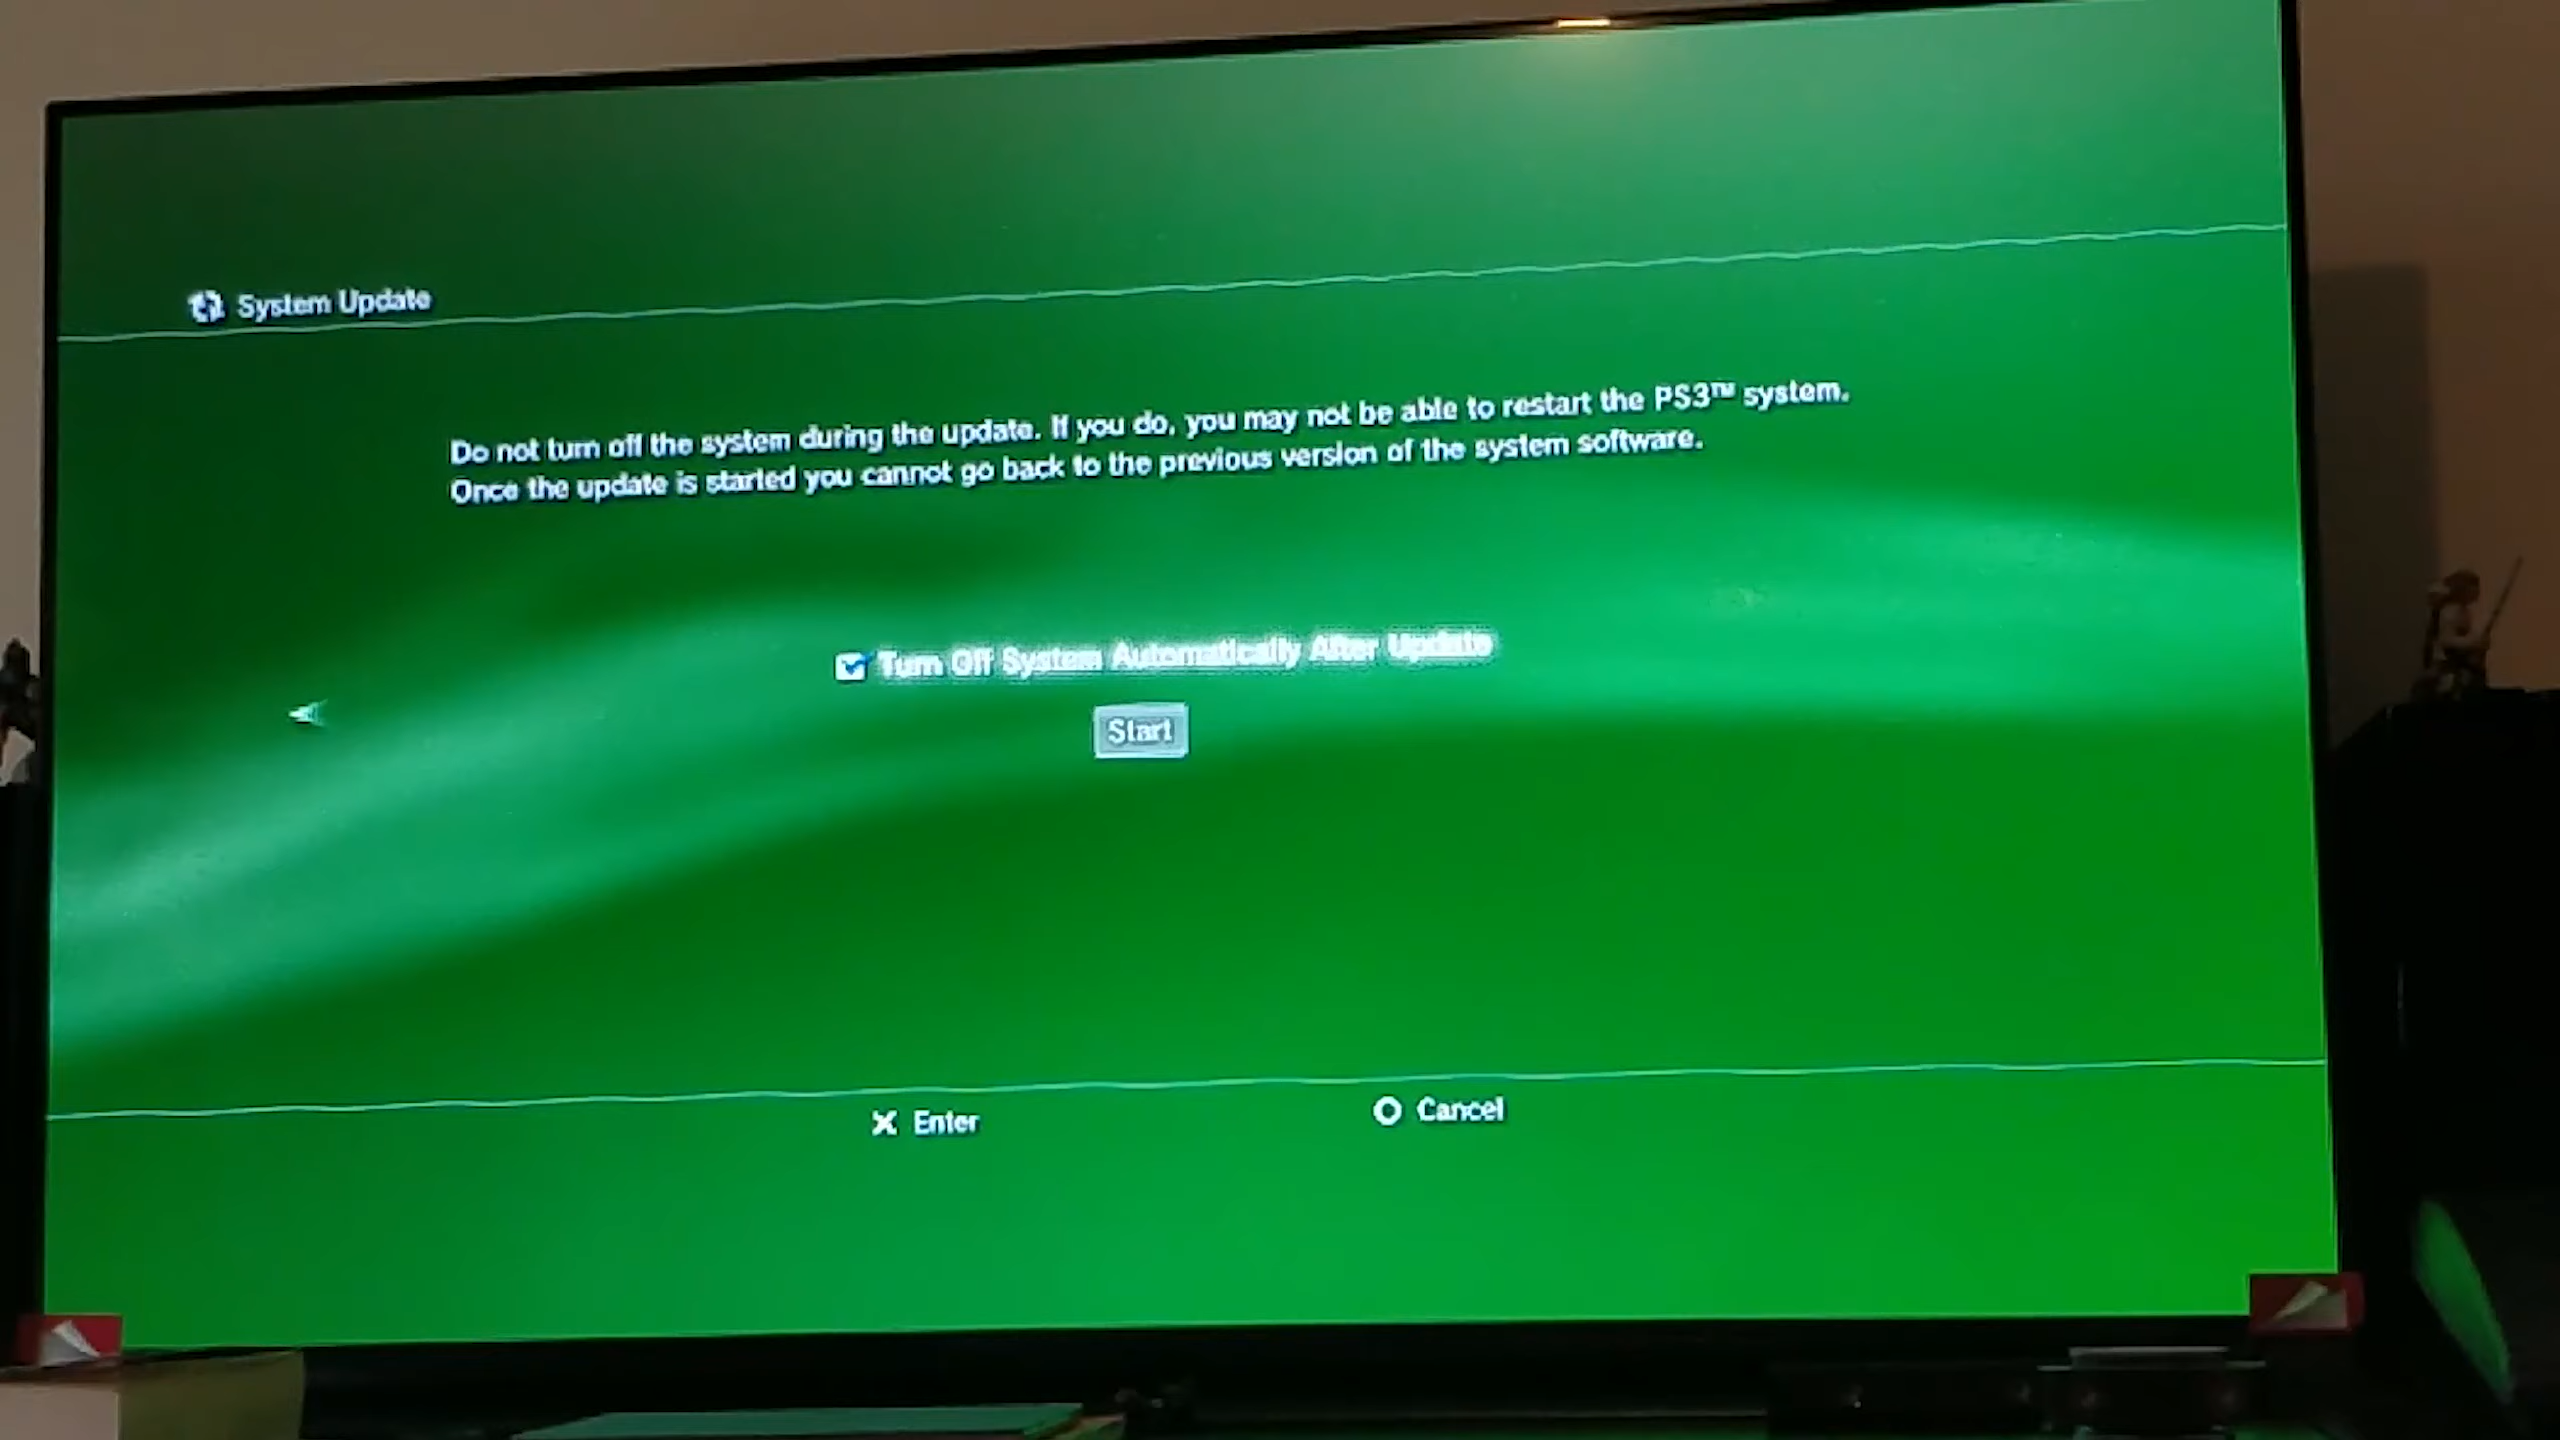 System Update
Do not turn off the system during the update. If you do, you may not be able to restart the PS3™ system.
Once the update is started you cannot go back to the previous version of the system software.
Turn Off System Automatically After Update
Start
Enter
Cancel